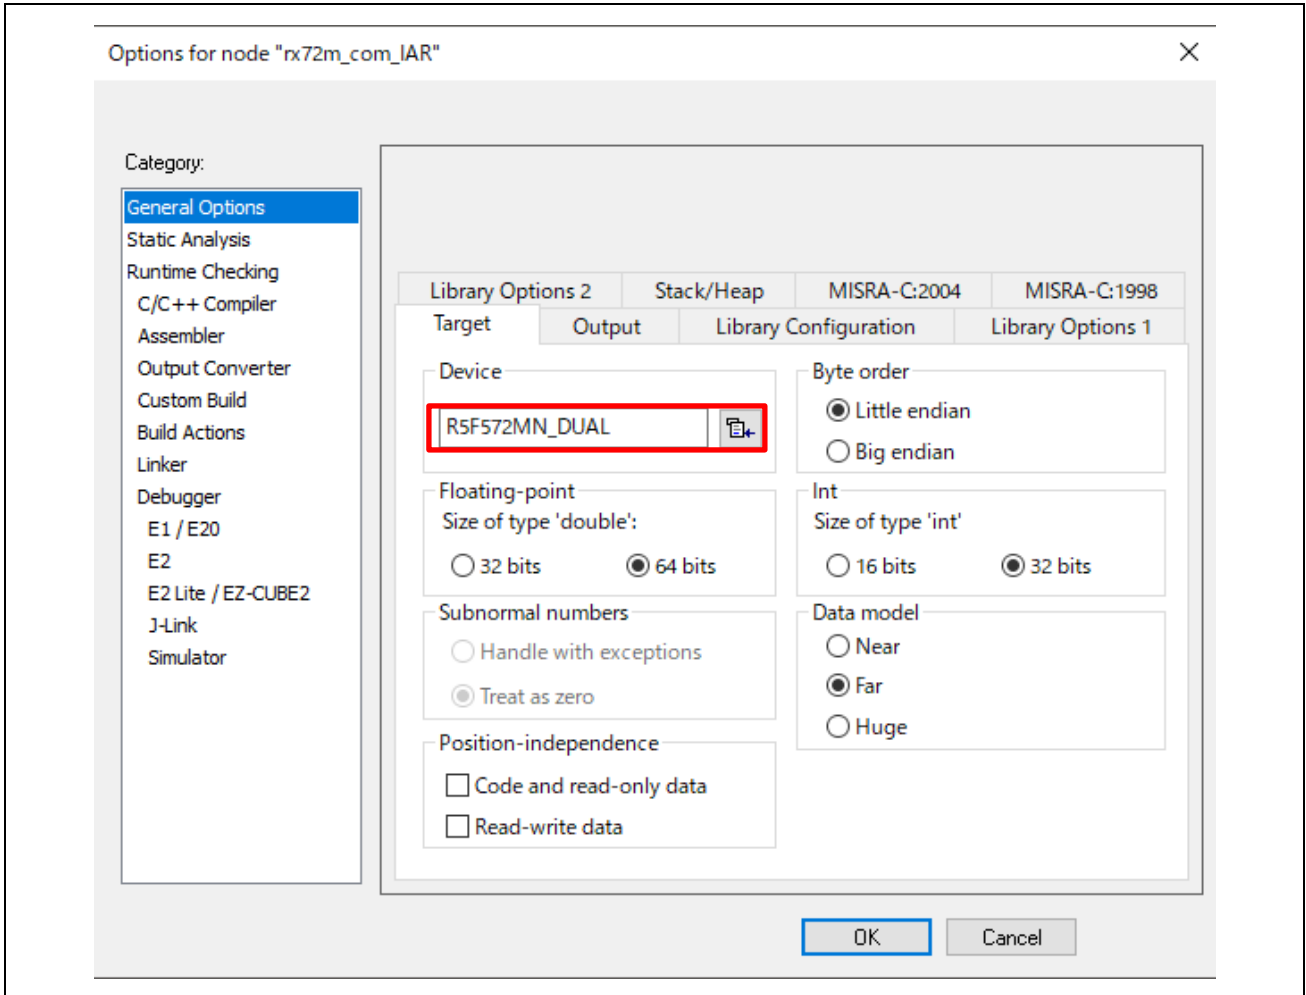 Options for node "rx72m_com_IAR"
Category:
General Options
Static Analysis
Runtime Checking
C/C++ Compiler
Assembler
Output Converter
Custom Build
Build Actions
Linker
Debugger
E1 / E20
E2
E2 Lite / EZ-CUBE2
J-Link
Simulator
Library Options 2 Stack/Heap MISRA-C:2004 MISRA-C:1998
Target Output Library Configuration Library Options 1
Device
R5F572MN_DUAL
Byte order
Little endian
Big endian
Floating-point
Size of type 'double':
32 bits 64 bits
Int
Size of type 'int'
16 bits 32 bits
Subnormal numbers
Handle with exceptions
Treat as zero
Data model
Near
Far
Huge
Position-independence
Code and read-only data
Read-write data
OK Cancel